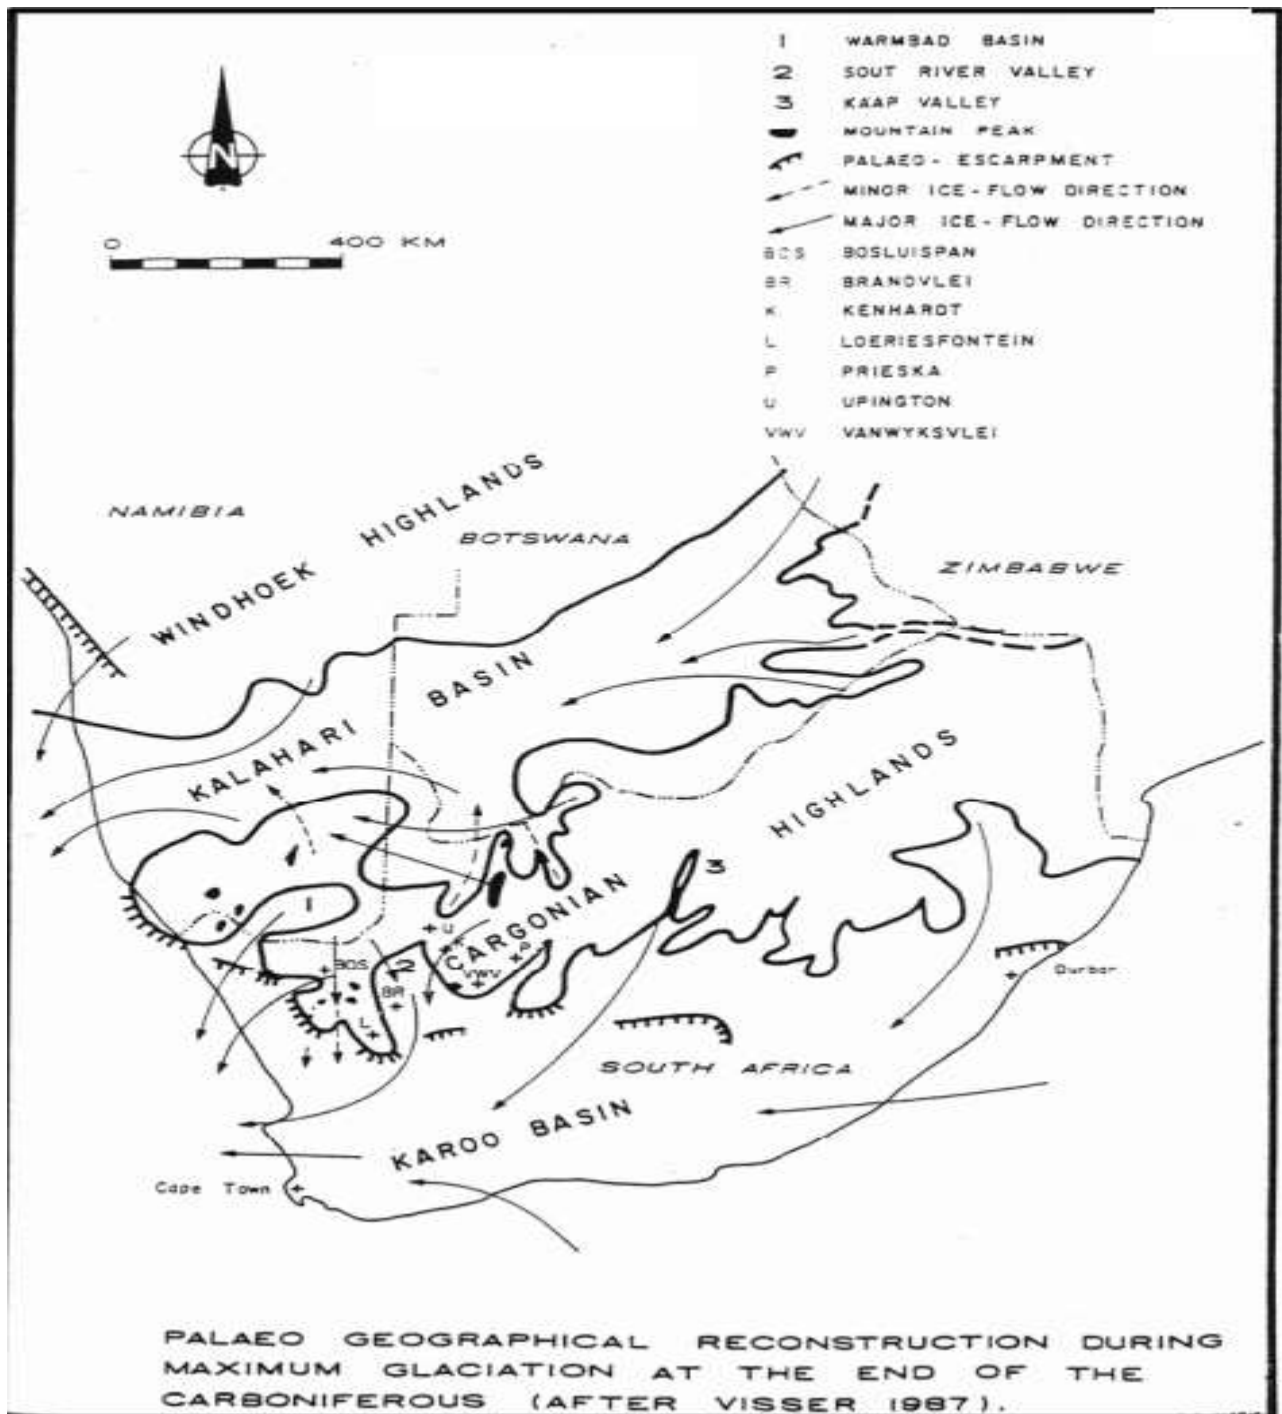 1 WARMBAD BASIN
2 SOUT RIVER VALLEY
3 KAAP VALLEY
MOUNTAIN PEAK
PALAEO - ESCARPMENT
MINOR ICE - FLOW DIRECTION
MAJOR ICE - FLOW DIRECTION
BOS BOSLUISPAN
BR BRANDVLEI
K KENHARDT
L LOERIESFONTEIN
P PRIESKA
U UPINGTON
VWV VANWYKSVLEI
N
0 400 KM
NAMIBIA
WINDHOEK HIGHLANDS
BOTSWANA
ZIMBABWE
KALAHARI BASIN
CARGONIAN HIGHLANDS
1
2
3
U
K
P
VWV
BOS
BR
L
Durban
SOUTH AFRICA
KAROO BASIN
Cape Town
PALAEO GEOGRAPHICAL RECONSTRUCTION DURING
MAXIMUM GLACIATION AT THE END OF THE
CARBONIFEROUS (AFTER VISSER 1987).